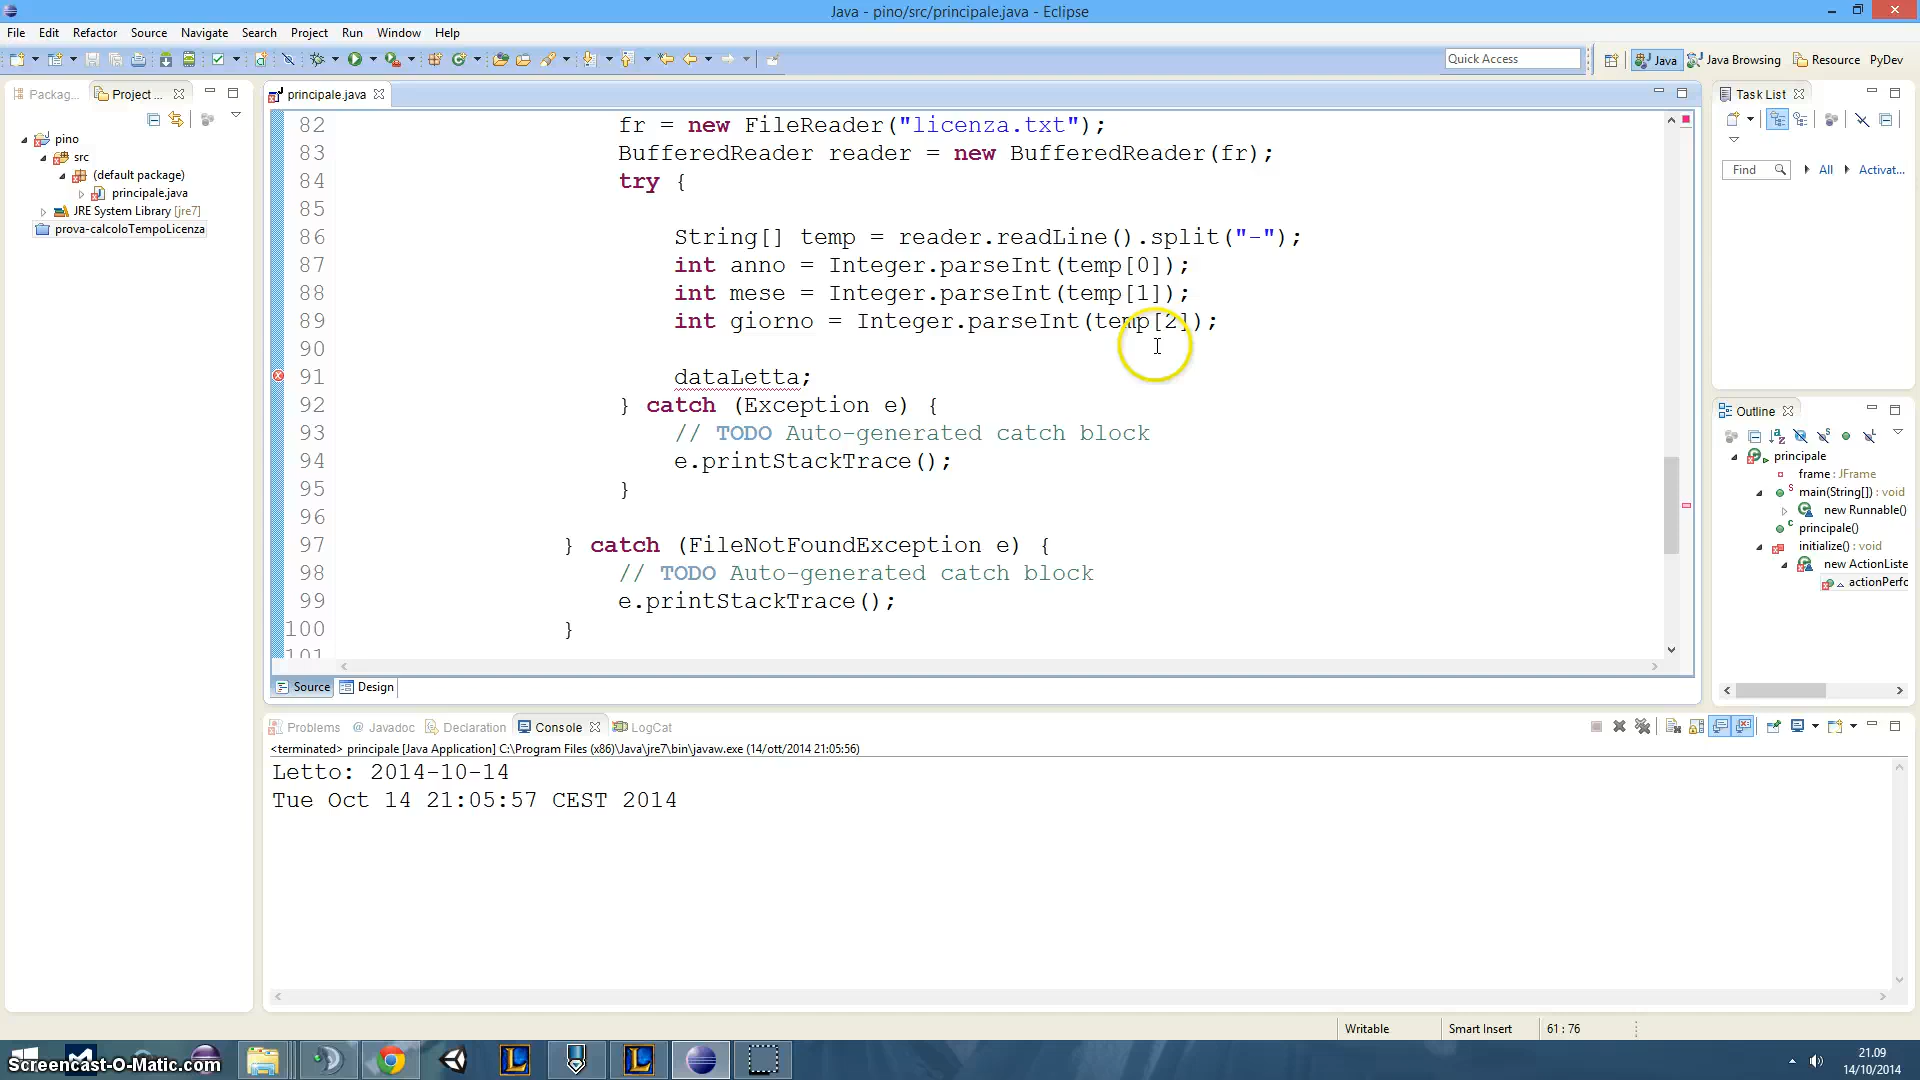 Java - pino/src/principale.java - Eclipse
File Edit Refactor Source Navigate Search Project Run Window Help
Quick Access
Java Java Browsing Resource PyDev
Packag... Project ...
principale.java
Task List
pino
src
(default package)
principale.java
JRE System Library [jre7]
prova-calcoloTempoLicenza
82 fr = new FileReader("licenza.txt");
83 BufferedReader reader = new BufferedReader(fr);
84 try {
85
86 String[] temp = reader.readLine().split("-");
87 int anno = Integer.parseInt(temp[0]);
88 int mese = Integer.parseInt(temp[1]);
89 int giorno = Integer.parseInt(temp[2]);
90
91 dataLetta;
92 } catch (Exception e) {
93 // TODO Auto-generated catch block
94 e.printStackTrace();
95 }
96
97 } catch (FileNotFoundException e) {
98 // TODO Auto-generated catch block
99 e.printStackTrace();
100 }
101
Find All Activat...
Outline
principale
frame : JFrame
main(String[]) : void
new Runnable()
principale()
initialize() : void
new ActionListe
actionPerfo
Source Design
Problems Javadoc Declaration Console LogCat
<terminated> principale [Java Application] C:\Program Files (x86)\Java\jre7\bin\javaw.exe (14/ott/2014 21:05:56)
Letto: 2014-10-14
Tue Oct 14 21:05:57 CEST 2014
Writable Smart Insert 61 : 76
Screencast-O-Matic.com
21.09
14/10/2014